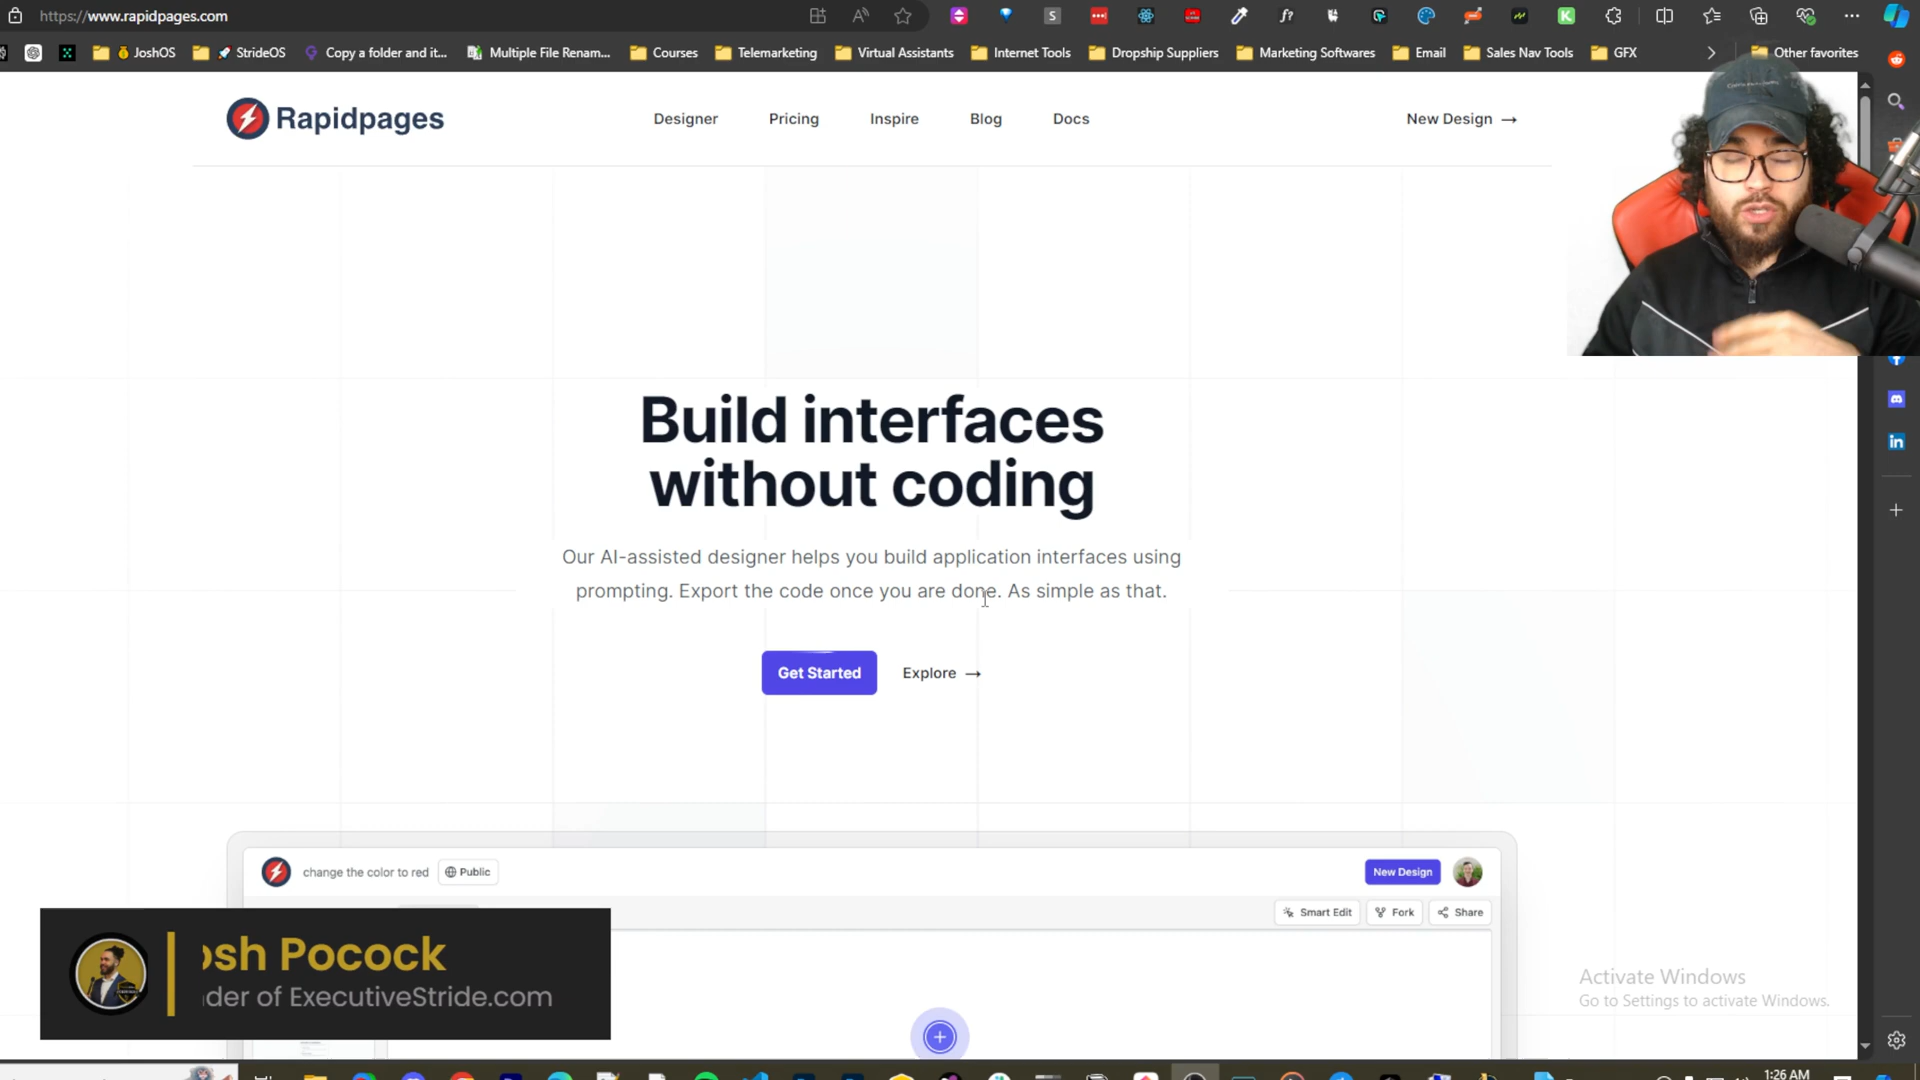 https://www.rapidpages.com
JoshOS
StrideOS
Copy a folder and it...
Multiple File Renam...
Courses
Telemarketing
Virtual Assistants
Internet Tools
Dropship Suppliers
Marketing Softwares
Email
Sales Nav Tools
GFX
Other favorites
Rapidpages
Designer
Pricing
Inspire
Blog
Docs
New Design →
Build interfaces
without coding
Our AI-assisted designer helps you build application interfaces using
prompting. Export the code once you are done. As simple as that.
Get Started
Explore →
change the color to red
Public
New Design
Smart Edit
Fork
Share
osh Pocock
der of ExecutiveStride.com
Activate Windows
Go to Settings to activate Windows.
1:26 AM